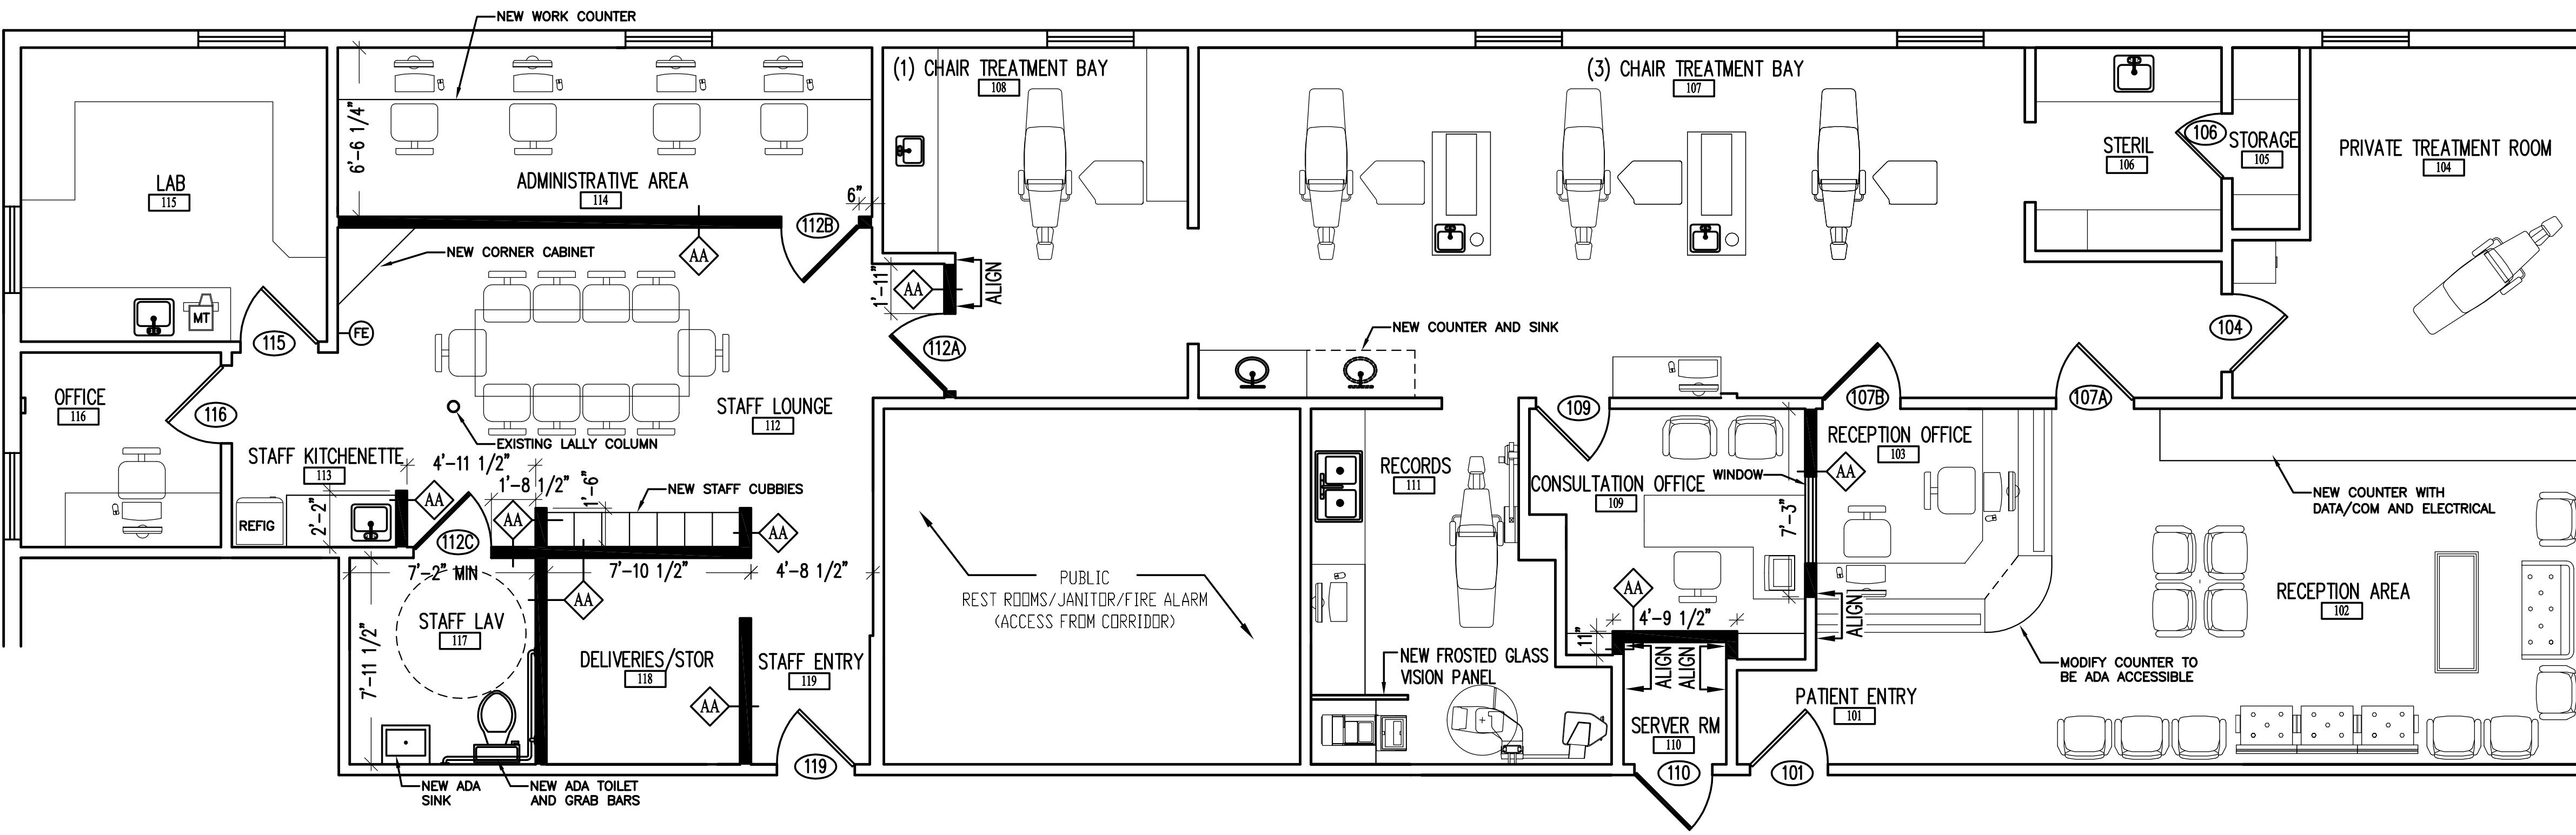 NEW WORK COUNTER
(1) CHAIR TREATMENT BAY
108
(3) CHAIR TREATMENT BAY
107
6'-6 1/4"
ADMINISTRATIVE AREA
114
6"
112B
LAB
115
MT
115
NEW CORNER CABINET
AA
FE
1'-11"
AA
ALIGN
112A
STERIL
106
106
STORAGE
105
PRIVATE TREATMENT ROOM
104
104
NEW COUNTER AND SINK
OFFICE
116
116
STAFF LOUNGE
112
EXISTING LALLY COLUMN
STAFF KITCHENETTE
113
4'-11 1/2"
1'-8 1/2"
1'-6"
NEW STAFF CUBBIES
REFIG
2'-2"
AA
AA
AA
112C
7'-2" MIN
7'-10 1/2"
4'-8 1/2"
AA
STAFF LAV
117
7'-11 1/2"
DELIVERIES/STOR
118
AA
STAFF ENTRY
119
119
NEW ADA
SINK
NEW ADA TOILET
AND GRAB BARS
PUBLIC
REST ROOMS/JANITOR/FIRE ALARM
(ACCESS FROM CORRIDOR)
RECORDS
111
NEW FROSTED GLASS
VISION PANEL
109
CONSULTATION OFFICE
109
WINDOW
7'-3"
AA
AA
4'-9 1/2"
11"
ALIGN
ALIGN
ALIGN
SERVER RM
110
110
107B
107A
RECEPTION OFFICE
103
NEW COUNTER WITH
DATA/COM AND ELECTRICAL
RECEPTION AREA
102
MODIFY COUNTER TO
BE ADA ACCESSIBLE
PATIENT ENTRY
101
101